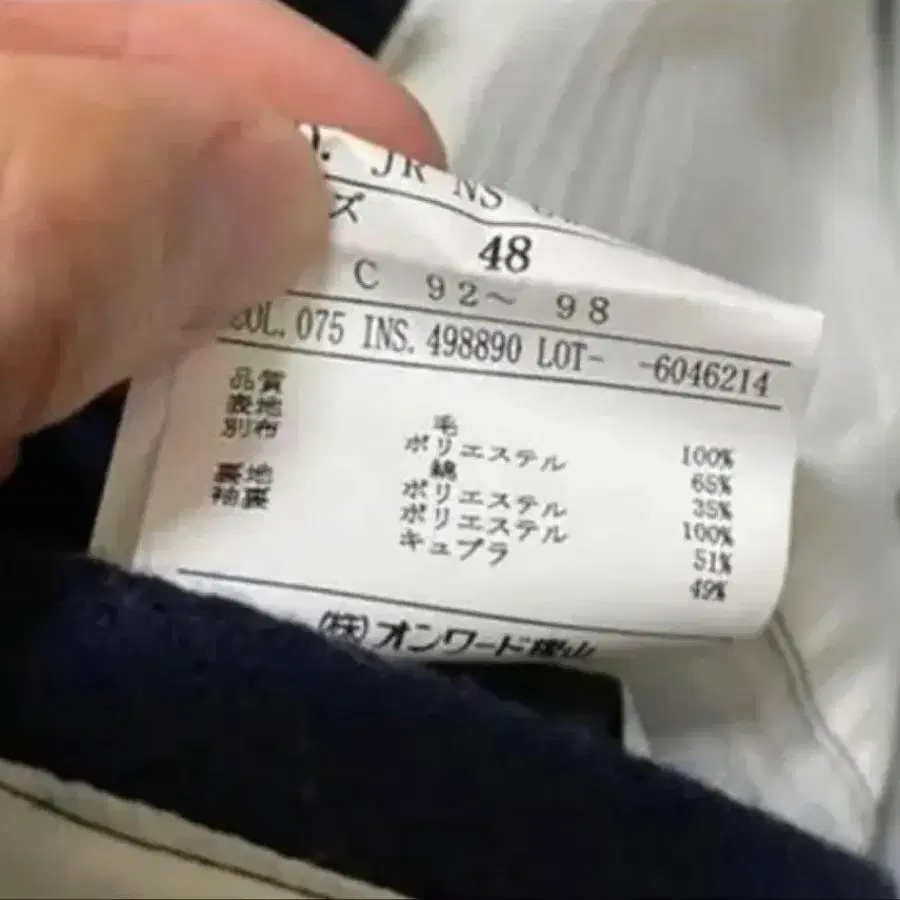 JR NS
ズ
48
C 92～ 98
COL. 075 INS. 498890 LOT- -6046214
品質
表地 毛 100%
別布 ポリエステル 65%
綿 35%
裏地 ポリエステル 100%
袖裏 ポリエステル 51%
キュプラ 49%
(株)オンワード樫山